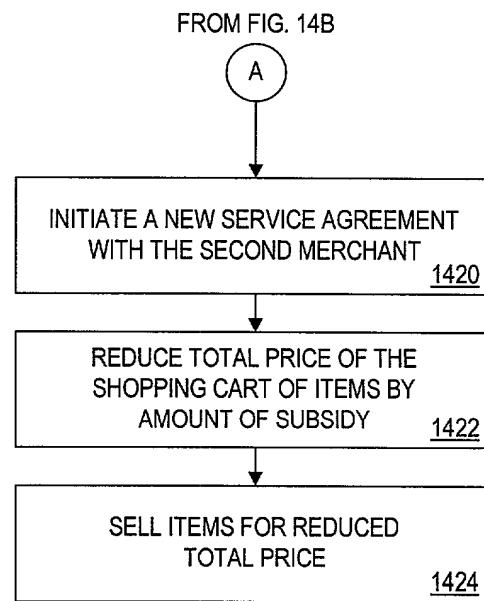 FROM FIG. 14B
A
INITIATE A NEW SERVICE AGREEMENT
WITH THE SECOND MERCHANT
1420
REDUCE TOTAL PRICE OF THE
SHOPPING CART OF ITEMS BY
AMOUNT OF SUBSIDY
1422
SELL ITEMS FOR REDUCED
TOTAL PRICE
1424